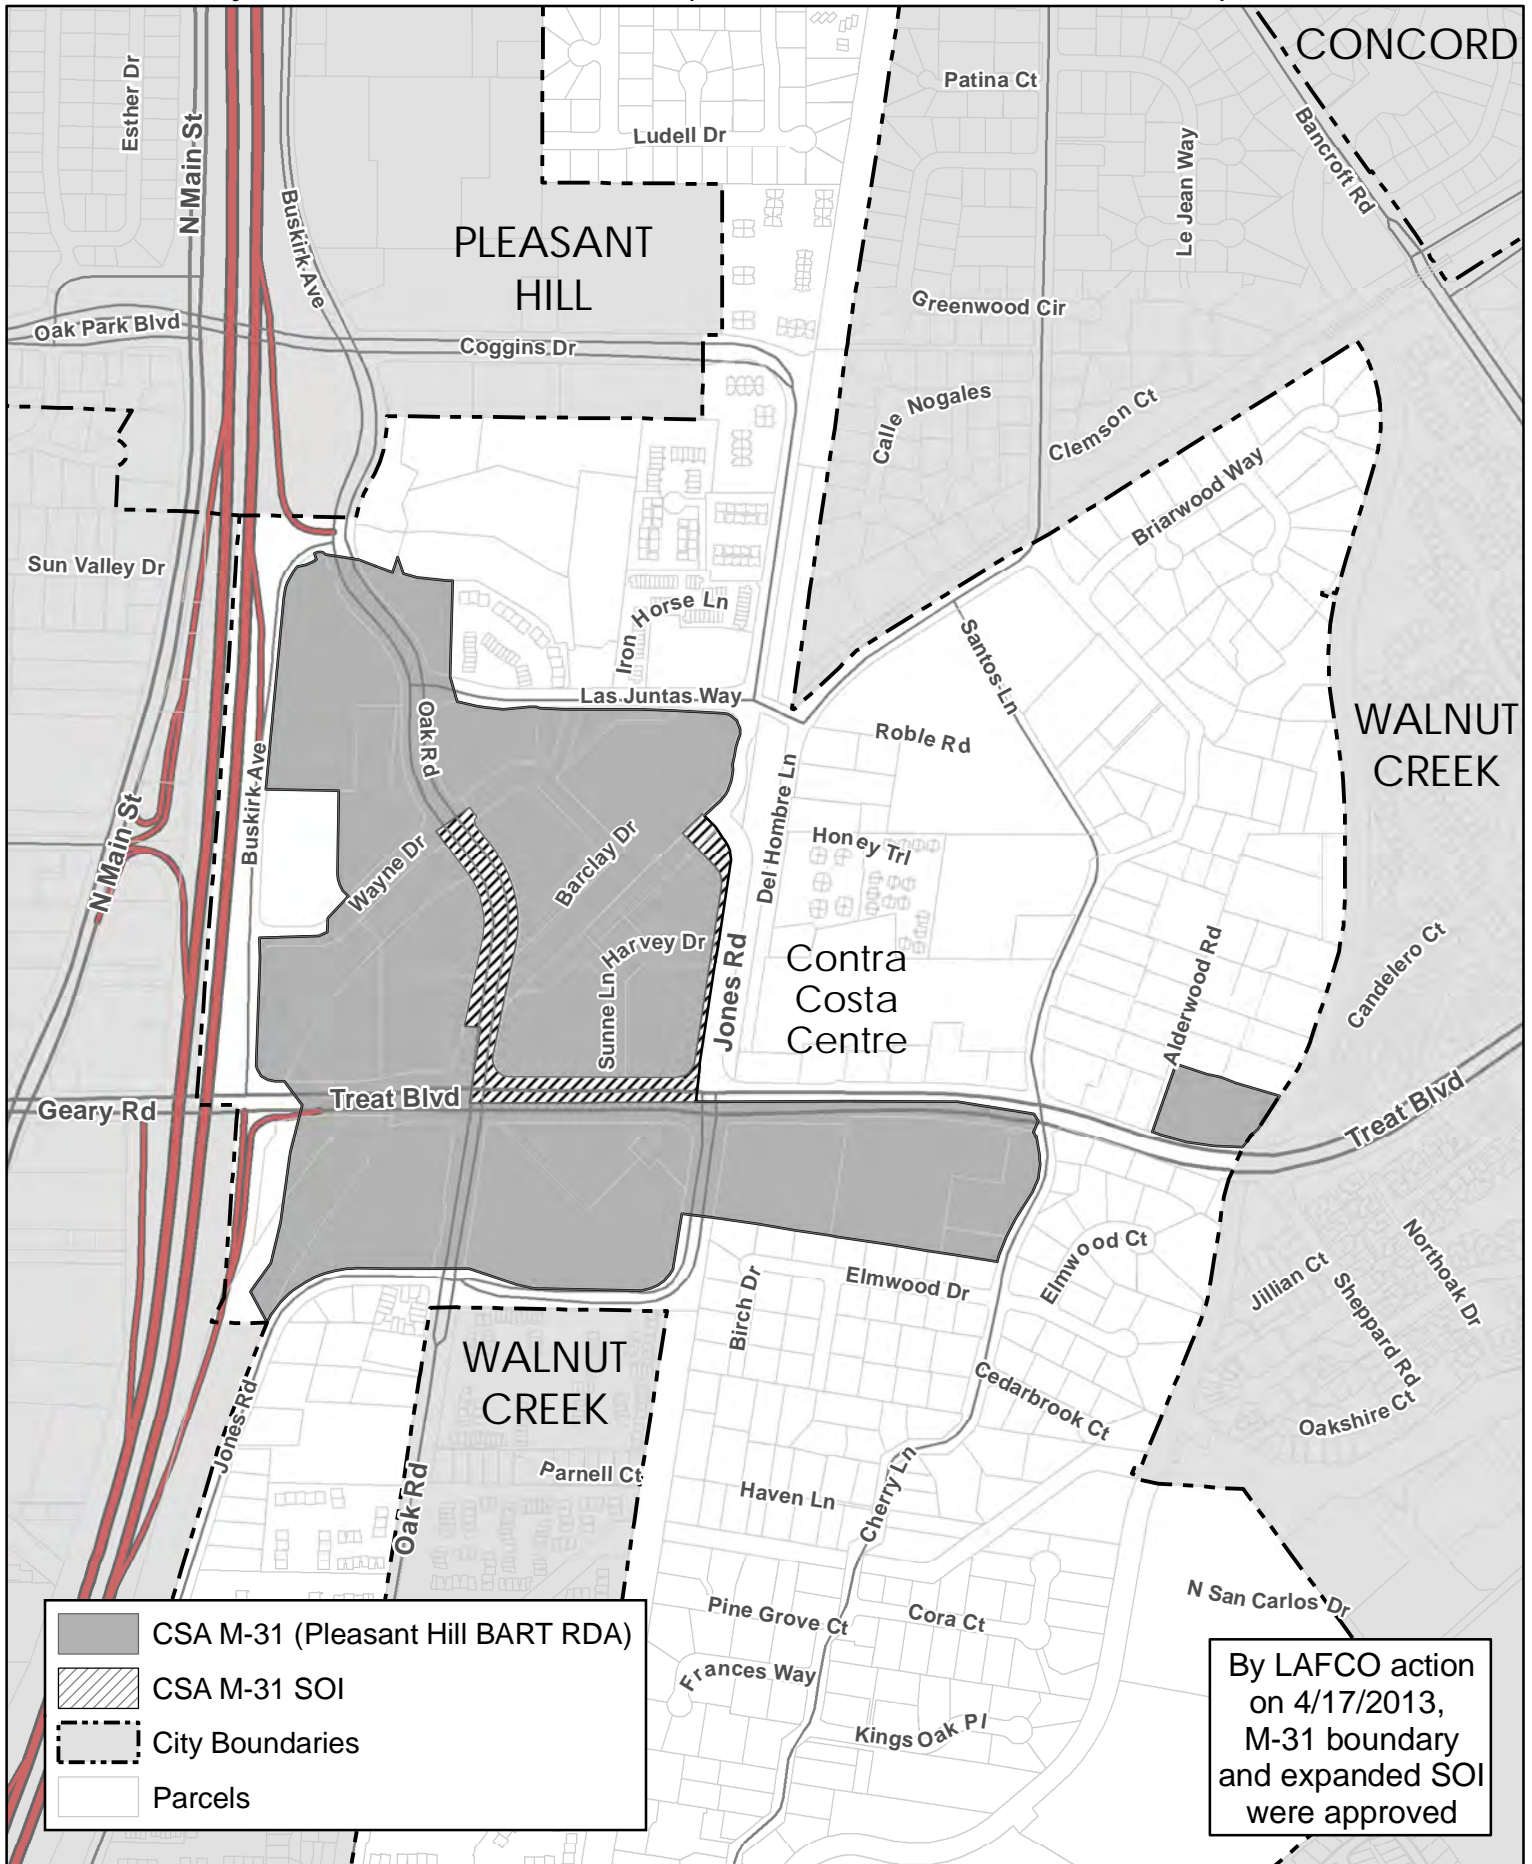 CONCORD
Patina Ct
Esther Dr
N Main St
Ludell Dr
Bancroft Rd
Le Jean Way
Buskirk Ave
PLEASANT
HILL
Greenwood Cir
Oak Park Blvd
Coggins Dr
Calle Nogales
Clemson Ct
Briarwood Way
Sun Valley Dr
Iron Horse Ln
Santos Ln
Las Juntas Way
Oak Rd
Roble Rd
WALNUT
CREEK
Buskirk Ave
Del Hombre Ln
N Main St
Wayne Dr
Barclay Dr
Honey Trl
Harvey Dr
Sunne Ln
Jones Rd
Contra
Costa
Centre
Alderwood Rd
Candelero Ct
Geary Rd
Treat Blvd
Treat Blvd
Elmwood Ct
Elmwood Dr
Birch Dr
Jillian Ct
Northoak Dr
Sheppard Rd
WALNUT
CREEK
Cedarbrook Ct
Oakshire Ct
Jones Rd
Oak Rd
Parnell Ct
Haven Ln
Cherry Ln
Pine Grove Ct
Cora Ct
N San Carlos Dr
Frances Way
Kings Oak Pl
CSA M-31 (Pleasant Hill BART RDA)
CSA M-31 SOI
City Boundaries
Parcels
By LAFCO action
on 4/17/2013,
M-31 boundary
and expanded SOI
were approved